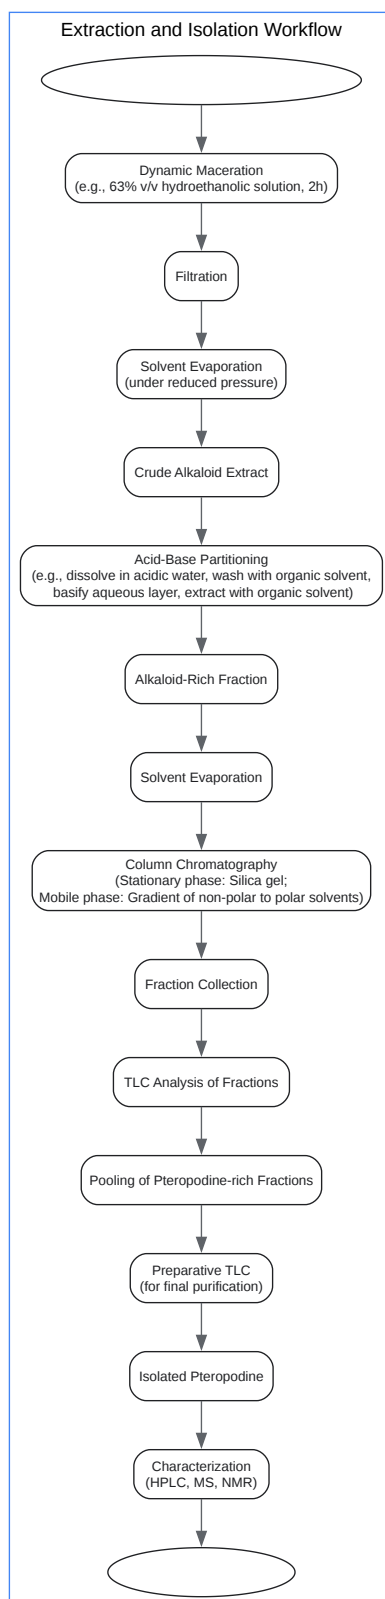 Extraction and Isolation Workflow
Dynamic Maceration
(e.g., 63% v/v hydroethanolic solution, 2h)
Filtration
Solvent Evaporation
(under reduced pressure)
Crude Alkaloid Extract
Acid-Base Partitioning
(e.g., dissolve in acidic water, wash with organic solvent,
basify aqueous layer, extract with organic solvent)
Alkaloid-Rich Fraction
Solvent Evaporation
Column Chromatography
(Stationary phase: Silica gel;
Mobile phase: Gradient of non-polar to polar solvents)
Fraction Collection
TLC Analysis of Fractions
Pooling of Pteropodine-rich Fractions
Preparative TLC
(for final purification)
Isolated Pteropodine
Characterization
(HPLC, MS, NMR)